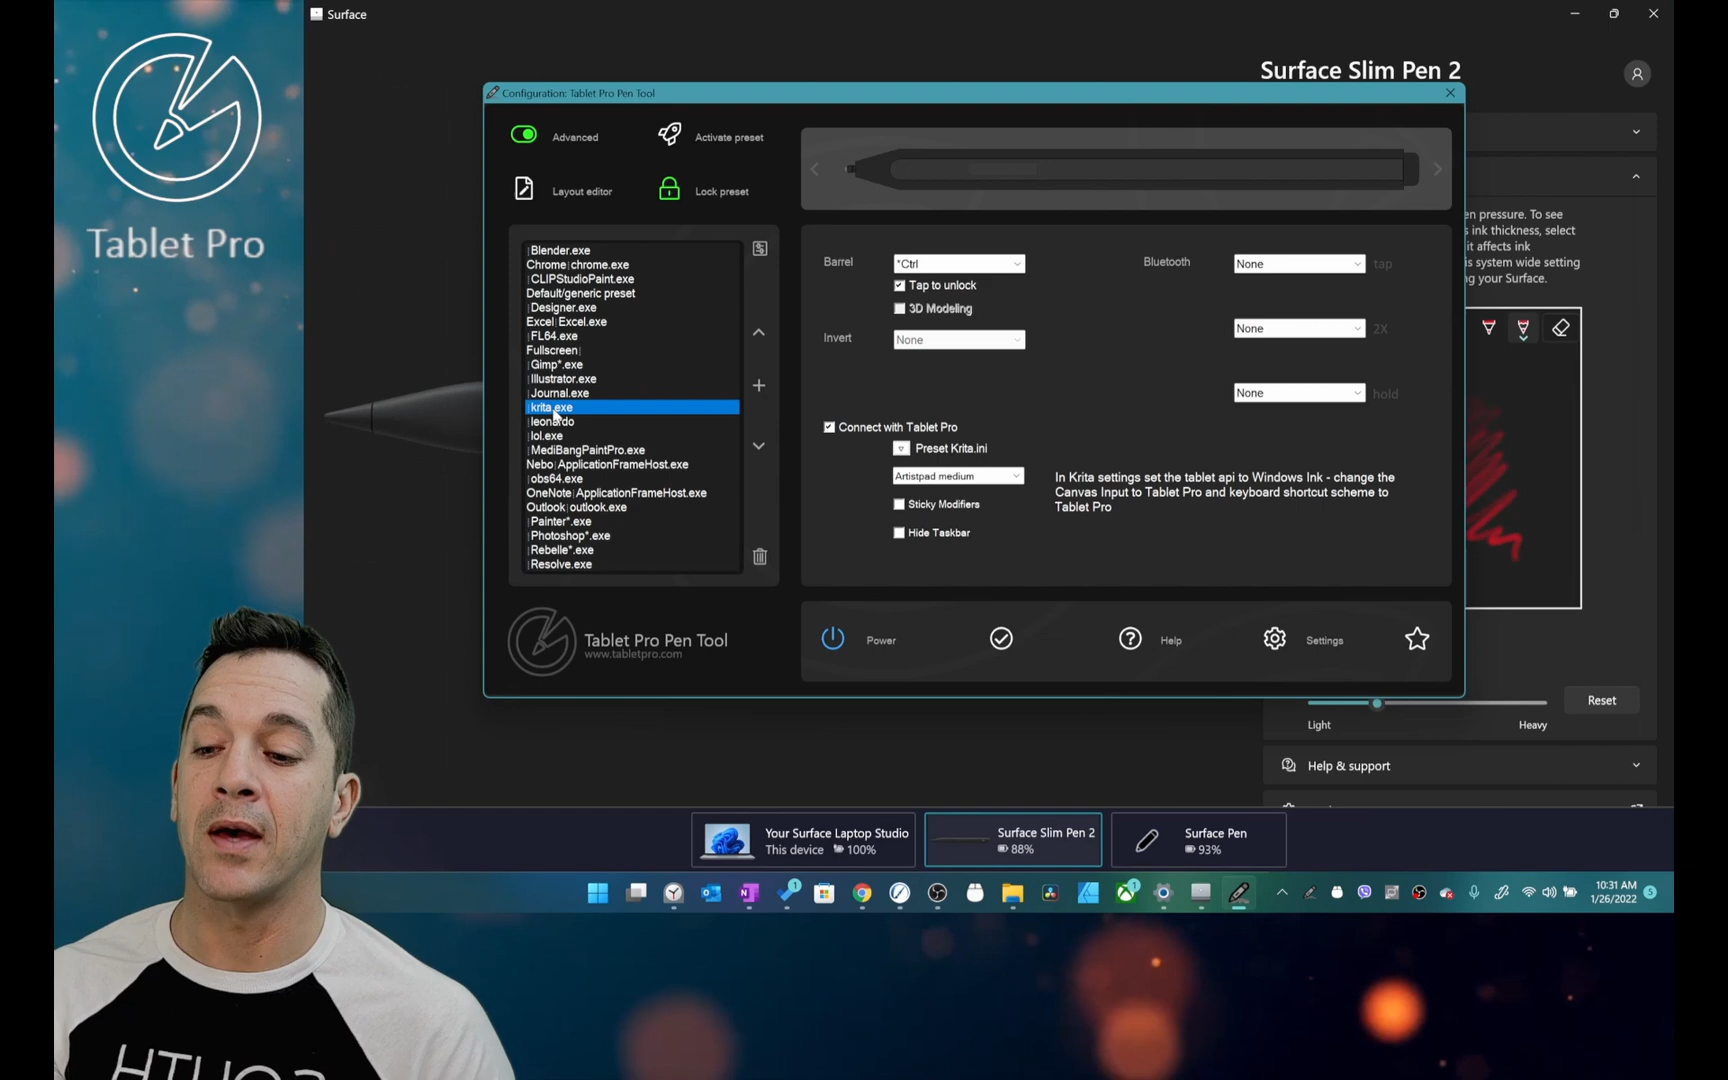 Surface
Tablet Pro
Surface Slim Pen 2
Configuration: Tablet Pro Pen Tool
Advanced
Activate preset
Layout editor
Lock preset
|Blender.exe
Chrome|chrome.exe
|CLIPStudioPaint.exe
Default/generic preset
|Designer.exe
Excel|Excel.exe
|FL64.exe
Fullscreen|
|Gimp*.exe
|Illustrator.exe
|Journal.exe
|krita.exe
|leonardo
|lol.exe
|MediBangPaintPro.exe
Nebo|ApplicationFrameHost.exe
|obs64.exe
OneNote|ApplicationFrameHost.exe
Outlook|outlook.exe
|Painter*.exe
|Photoshop*.exe
|Rebelle*.exe
|Resolve.exe
Barrel
*Ctrl
Tap to unlock
3D Modeling
Invert
None
Bluetooth
None
tap
None
2X
None
hold
Connect with Tablet Pro
Preset Krita.ini
Artistpad medium
Sticky Modifiers
Hide Taskbar
In Krita settings set the tablet api to Windows Ink - change the
Canvas Input to Tablet Pro and keyboard shortcut scheme to
Tablet Pro
Tablet Pro Pen Tool
www.tabletpro.com
Power
Help
Settings
en pressure. To see
ink thickness, select
it affects ink
is system wide setting
g your Surface.
Reset
Light
Heavy
Help & support
Your Surface Laptop Studio
This device 100%
Surface Slim Pen 2
88%
Surface Pen
93%
10:31 AM
1/26/2022
5